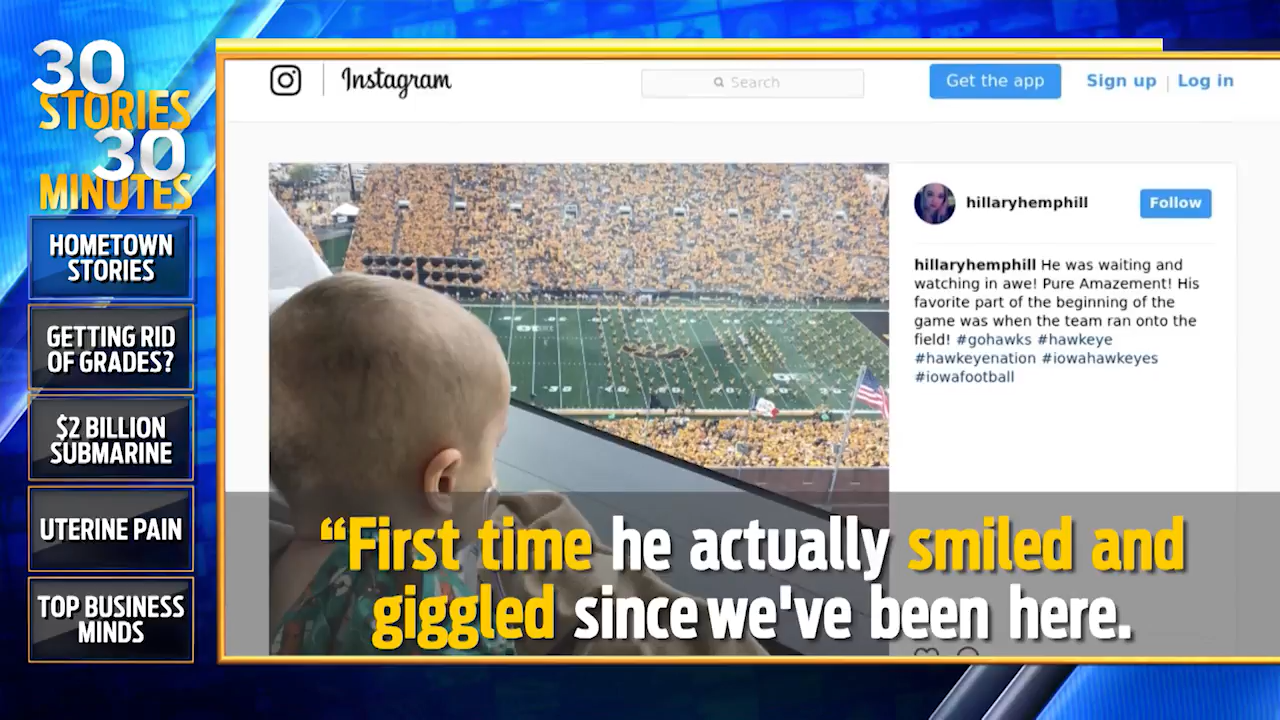 30
STORIES
30
MINUTES
HOMETOWN
STORIES
GETTING RID
OF GRADES?
$2 BILLION
SUBMARINE
UTERINE PAIN
TOP BUSINESS
MINDS
Instagram
Search
Get the app
Sign up | Log in
hillaryhemphill
Follow
hillaryhemphill He was waiting and
watching in awe! Pure Amazement! His
favorite part of the beginning of the
game was when the team ran onto the
field! #gohawks #hawkeye
#hawkeyenation #iowahawkeyes
#iowafootball
“First time he actually smiled and
giggled since we've been here.